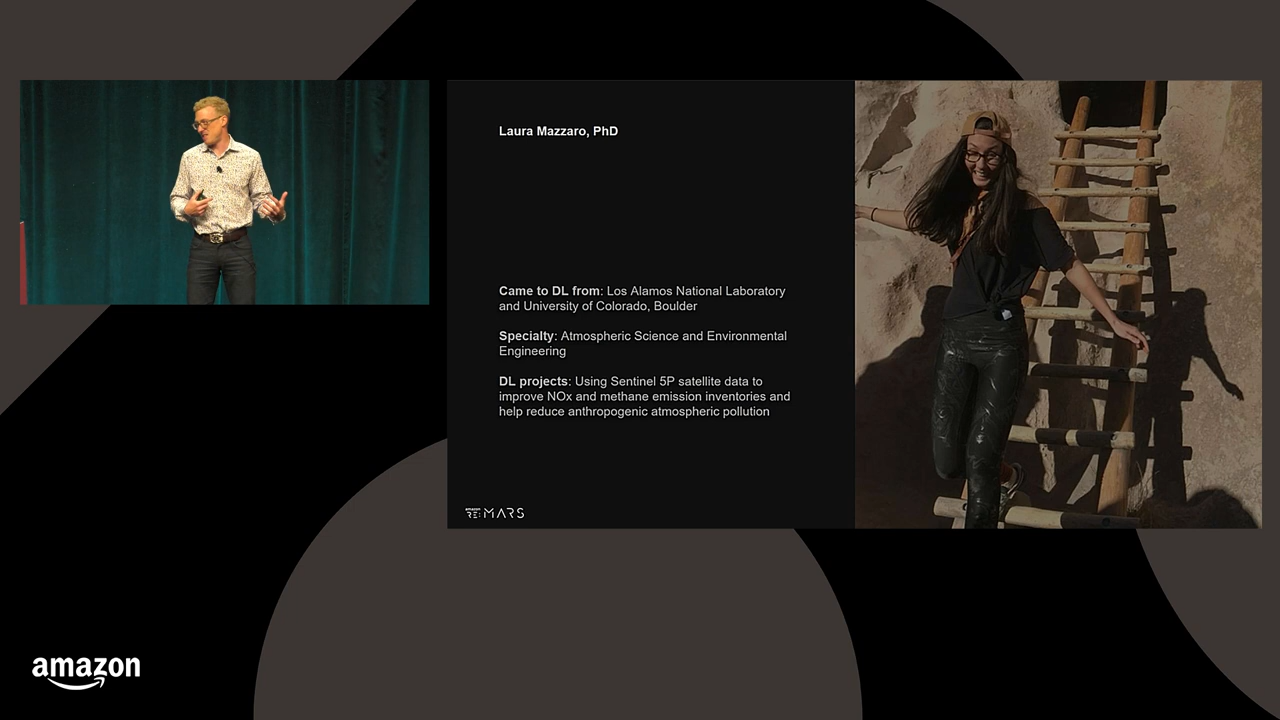 Laura Mazzaro, PhD
Came to DL from: Los Alamos National Laboratory
and University of Colorado, Boulder
Specialty: Atmospheric Science and Environmental
Engineering
DL projects: Using Sentinel 5P satellite data to
improve NOx and methane emission inventories and
help reduce anthropogenic atmospheric pollution
amazon
RE:MARS
amazon